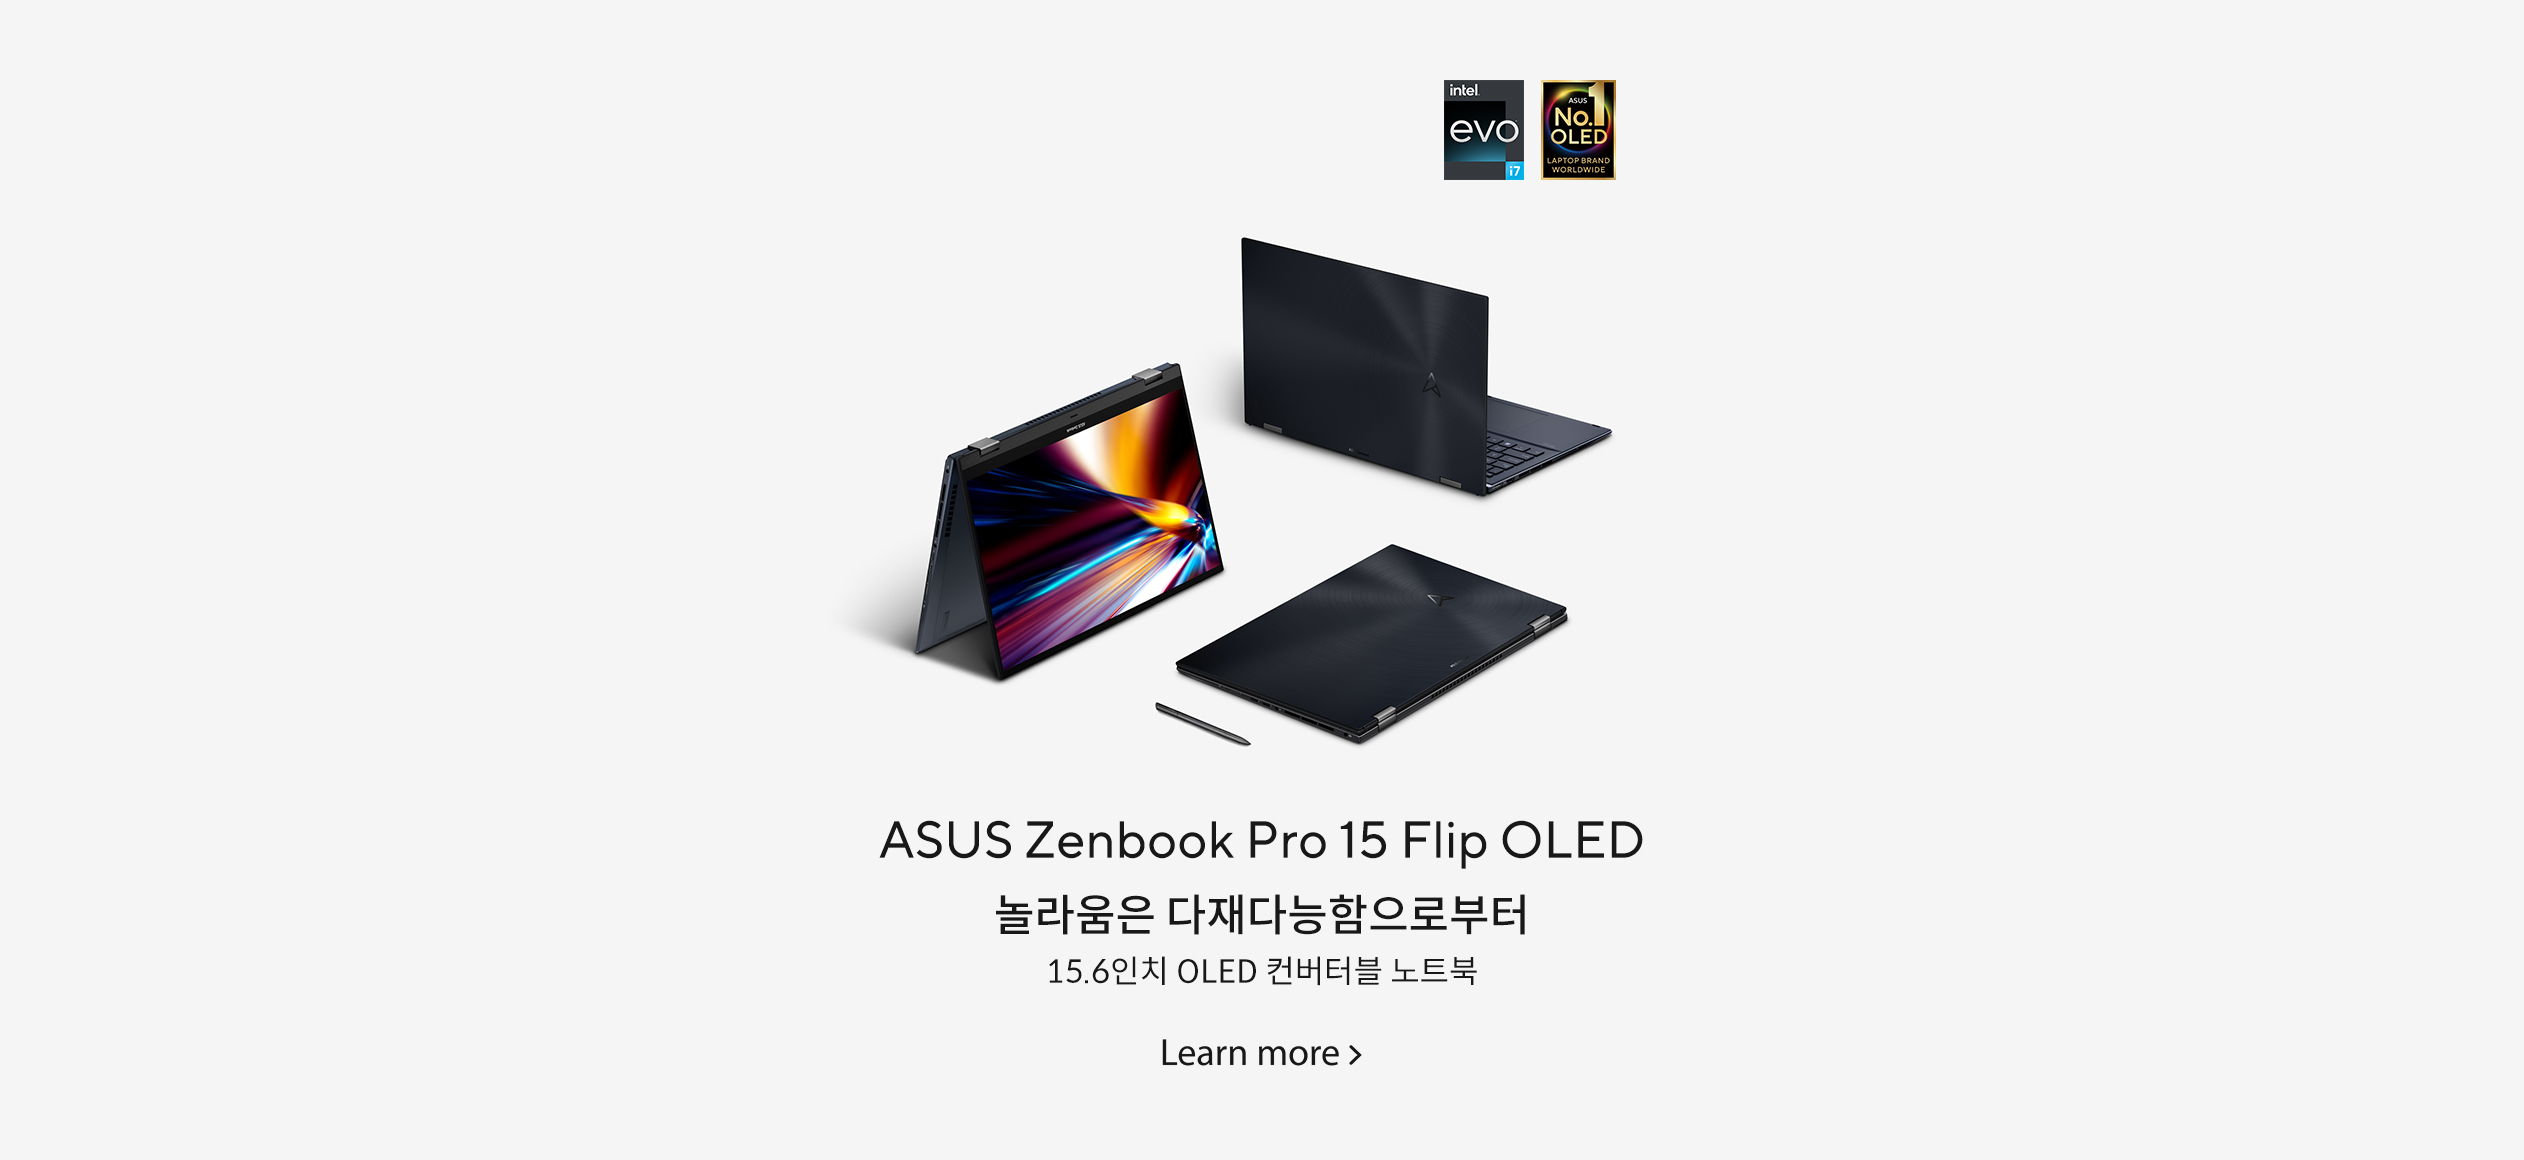 intel.
evo
i7
ASUS
No.1
OLED
LAPTOP BRAND
WORLDWIDE
ASUS Zenbook Pro 15 Flip OLED
놀라움은 다재다능함으로부터
15.6인치 OLED 컨버터블 노트북
Learn more >